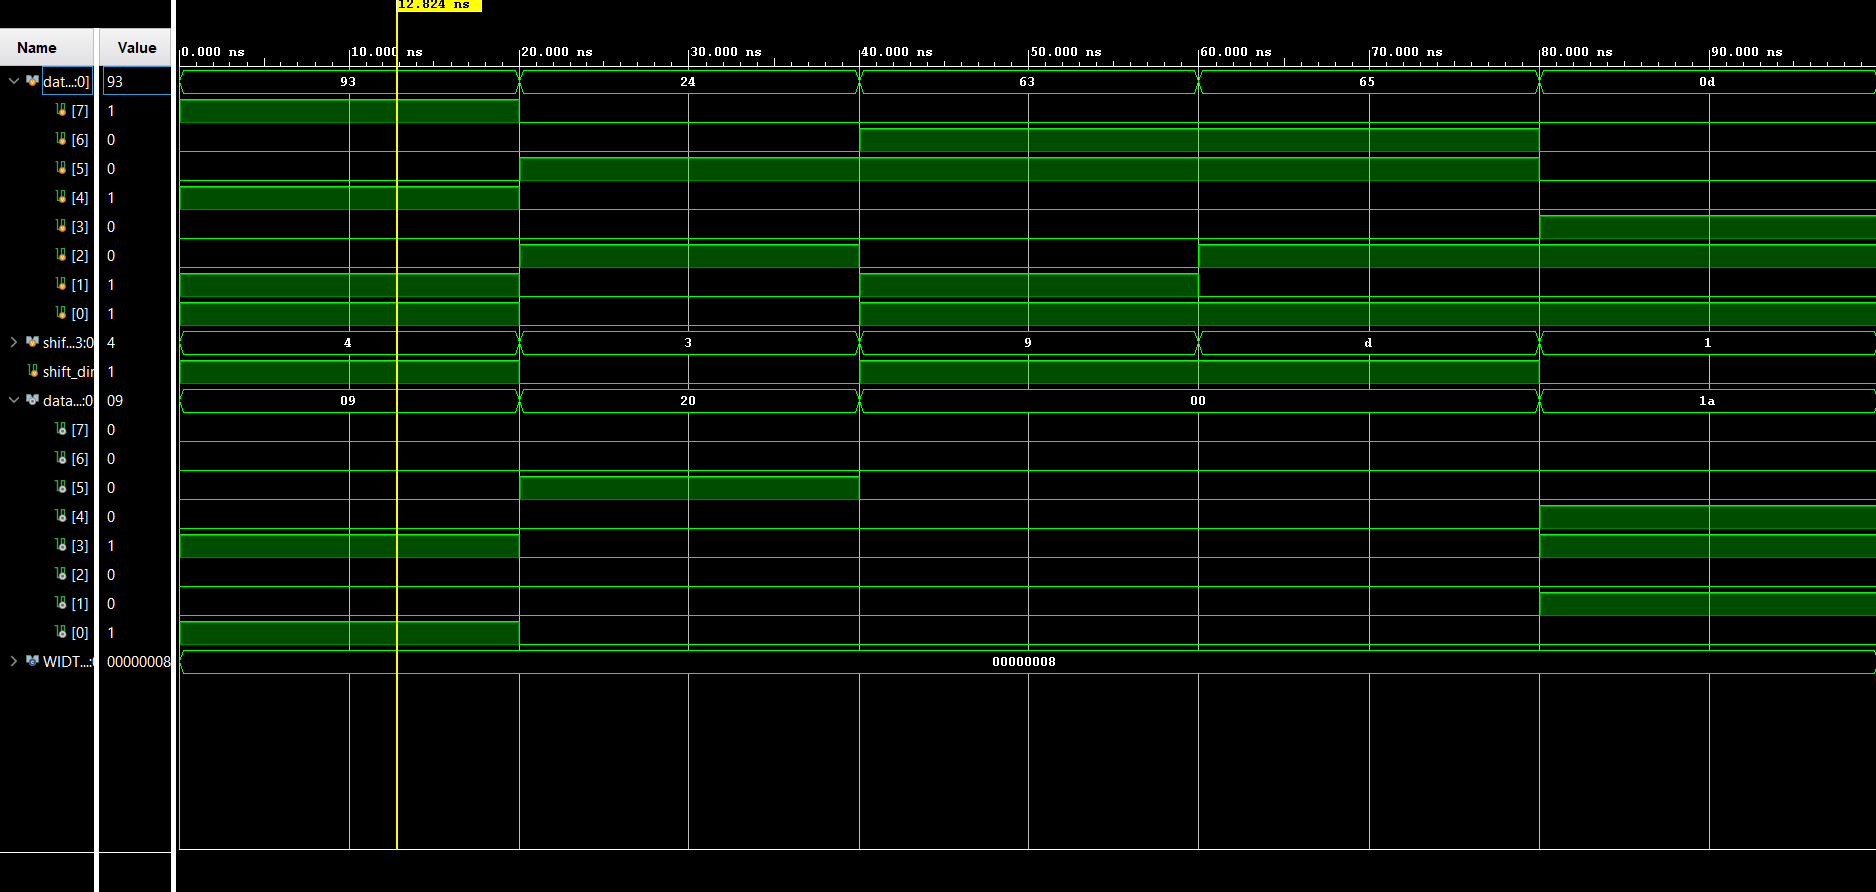 12.824 ns
Name Value
0.000 ns 10.000 ns 20.000 ns 30.000 ns 40.000 ns 50.000 ns 60.000 ns 70.000 ns 80.000 ns 90.000 ns
dat...:0] 93 93 24 63 65 0d
[7] 1
[6] 0
[5] 0
[4] 1
[3] 0
[2] 0
[1] 1
[0] 1
shif...3:0 4 4 3 9 d 1
shift_dir 1
data...:0 09 09 20 00 1a
[7] 0
[6] 0
[5] 0
[4] 0
[3] 1
[2] 0
[1] 0
[0] 1
WIDT...:( 00000008 00000008